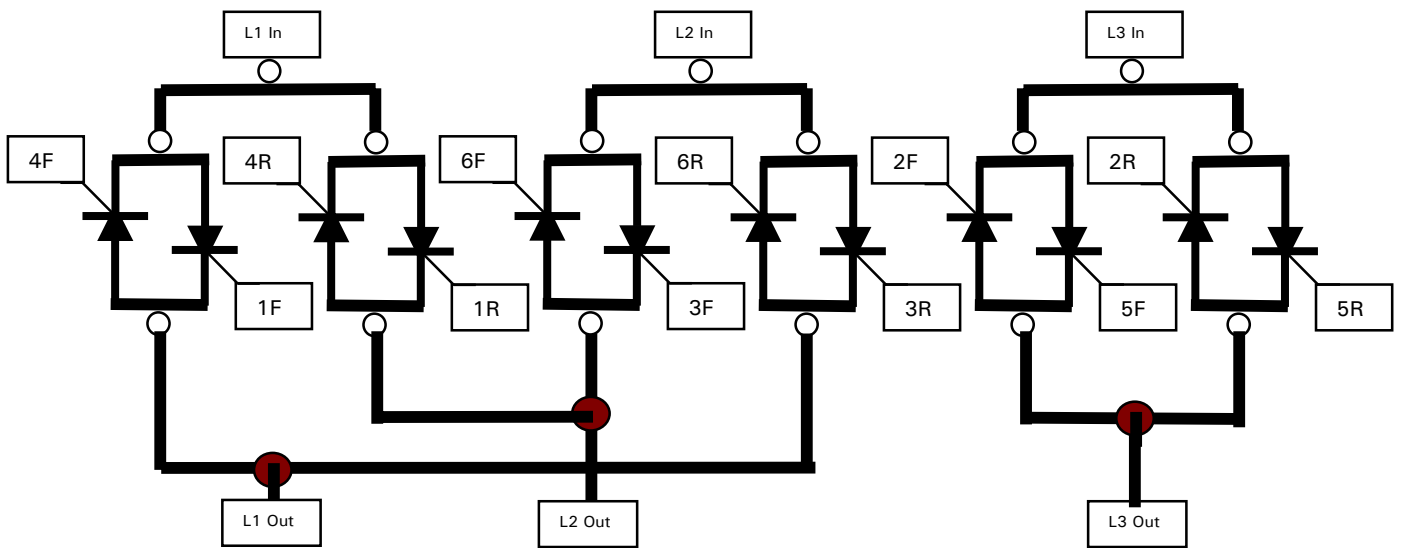 L1 In
L2 In
L3 In
4F
4R
6F
6R
2F
2R
1F
1R
3F
3R
5F
5R
L1 Out
L2 Out
L3 Out